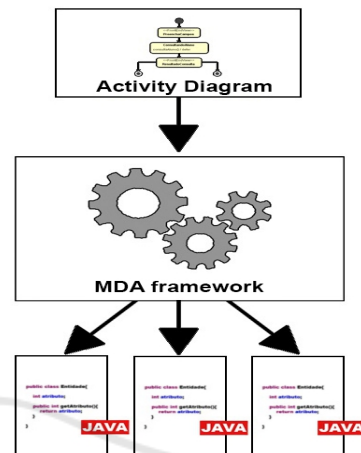 Activity Diagram
MDA framework
public class Entidade{
int atributo;
public int getAtributo(){
return atributo;
}
}
JAVA
public class Entidade{
int atributo;
public int getAtributo(){
return atributo;
}
}
JAVA
public class Entidade{
int atributo;
public int getAtributo(){
return atributo;
}
}
JAVA